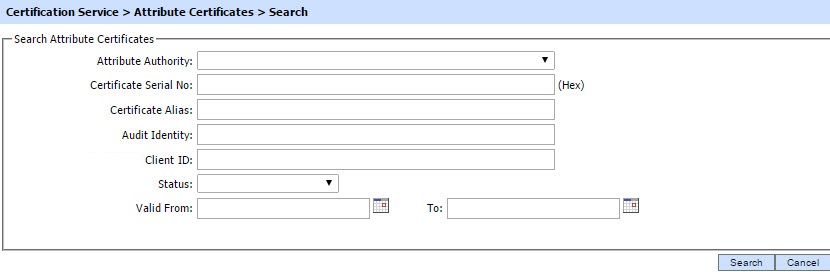 Certification Service > Attribute Certificates > Search
Search Attribute Certificates
Attribute Authority:
Certificate Serial No: (Hex)
Certificate Alias:
Audit Identity:
Client ID:
Status:
Valid From: To:
Search Cancel